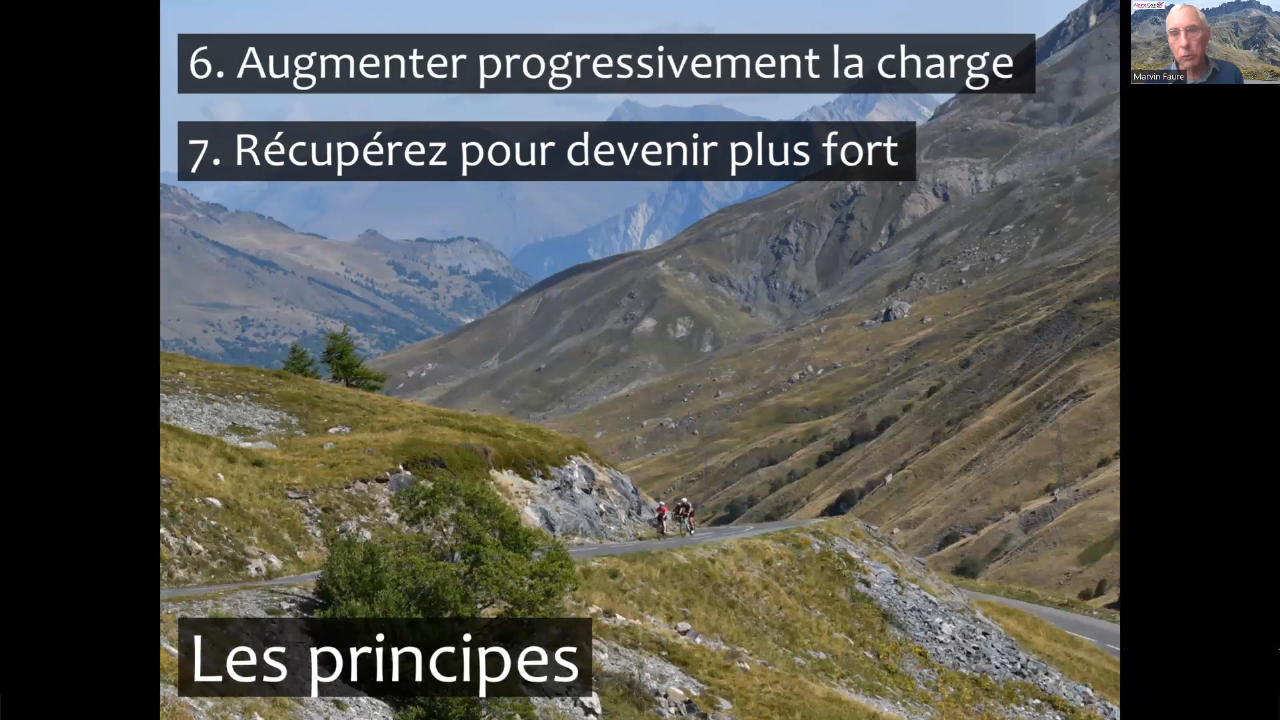 6. Augmenter progressivement la charge
7. Récupérez pour devenir plus fort
Les principes
Marvin Faure